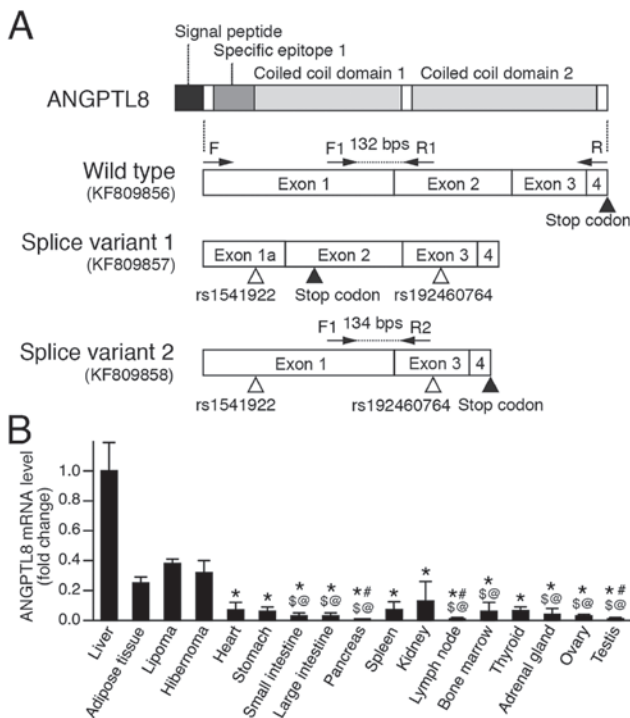 A
Signal peptide
Specific epitope 1
Coiled coil domain 1 Coiled coil domain 2
ANGPTL8
F F1 132 bps R1 R
Wild type
(KF809856)
Exon 1 Exon 2 Exon 3 4
Stop codon
Splice variant 1
(KF809857)
Exon 1a Exon 2 Exon 3 4
rs1541922 Stop codon rs192460764
F1 134 bps R2
Splice variant 2
(KF809858)
Exon 1 Exon 3 4
rs1541922 rs192460764 Stop codon
B
ANGPTL8 mRNA level
(fold change)
1.0
0.8
0.6
0.4
0.2
0.0
* * * * *# * * *# * * * * *#
$@ $@ $@ $@ $@ $@ $@ $@
Liver
Adipose tissue
Lipoma
Hibernoma
Heart
Stomach
Small intestine
Large intestine
Pancreas
Spleen
Kidney
Lymph node
Bone marrow
Thyroid
Adrenal gland
Ovary
Testis